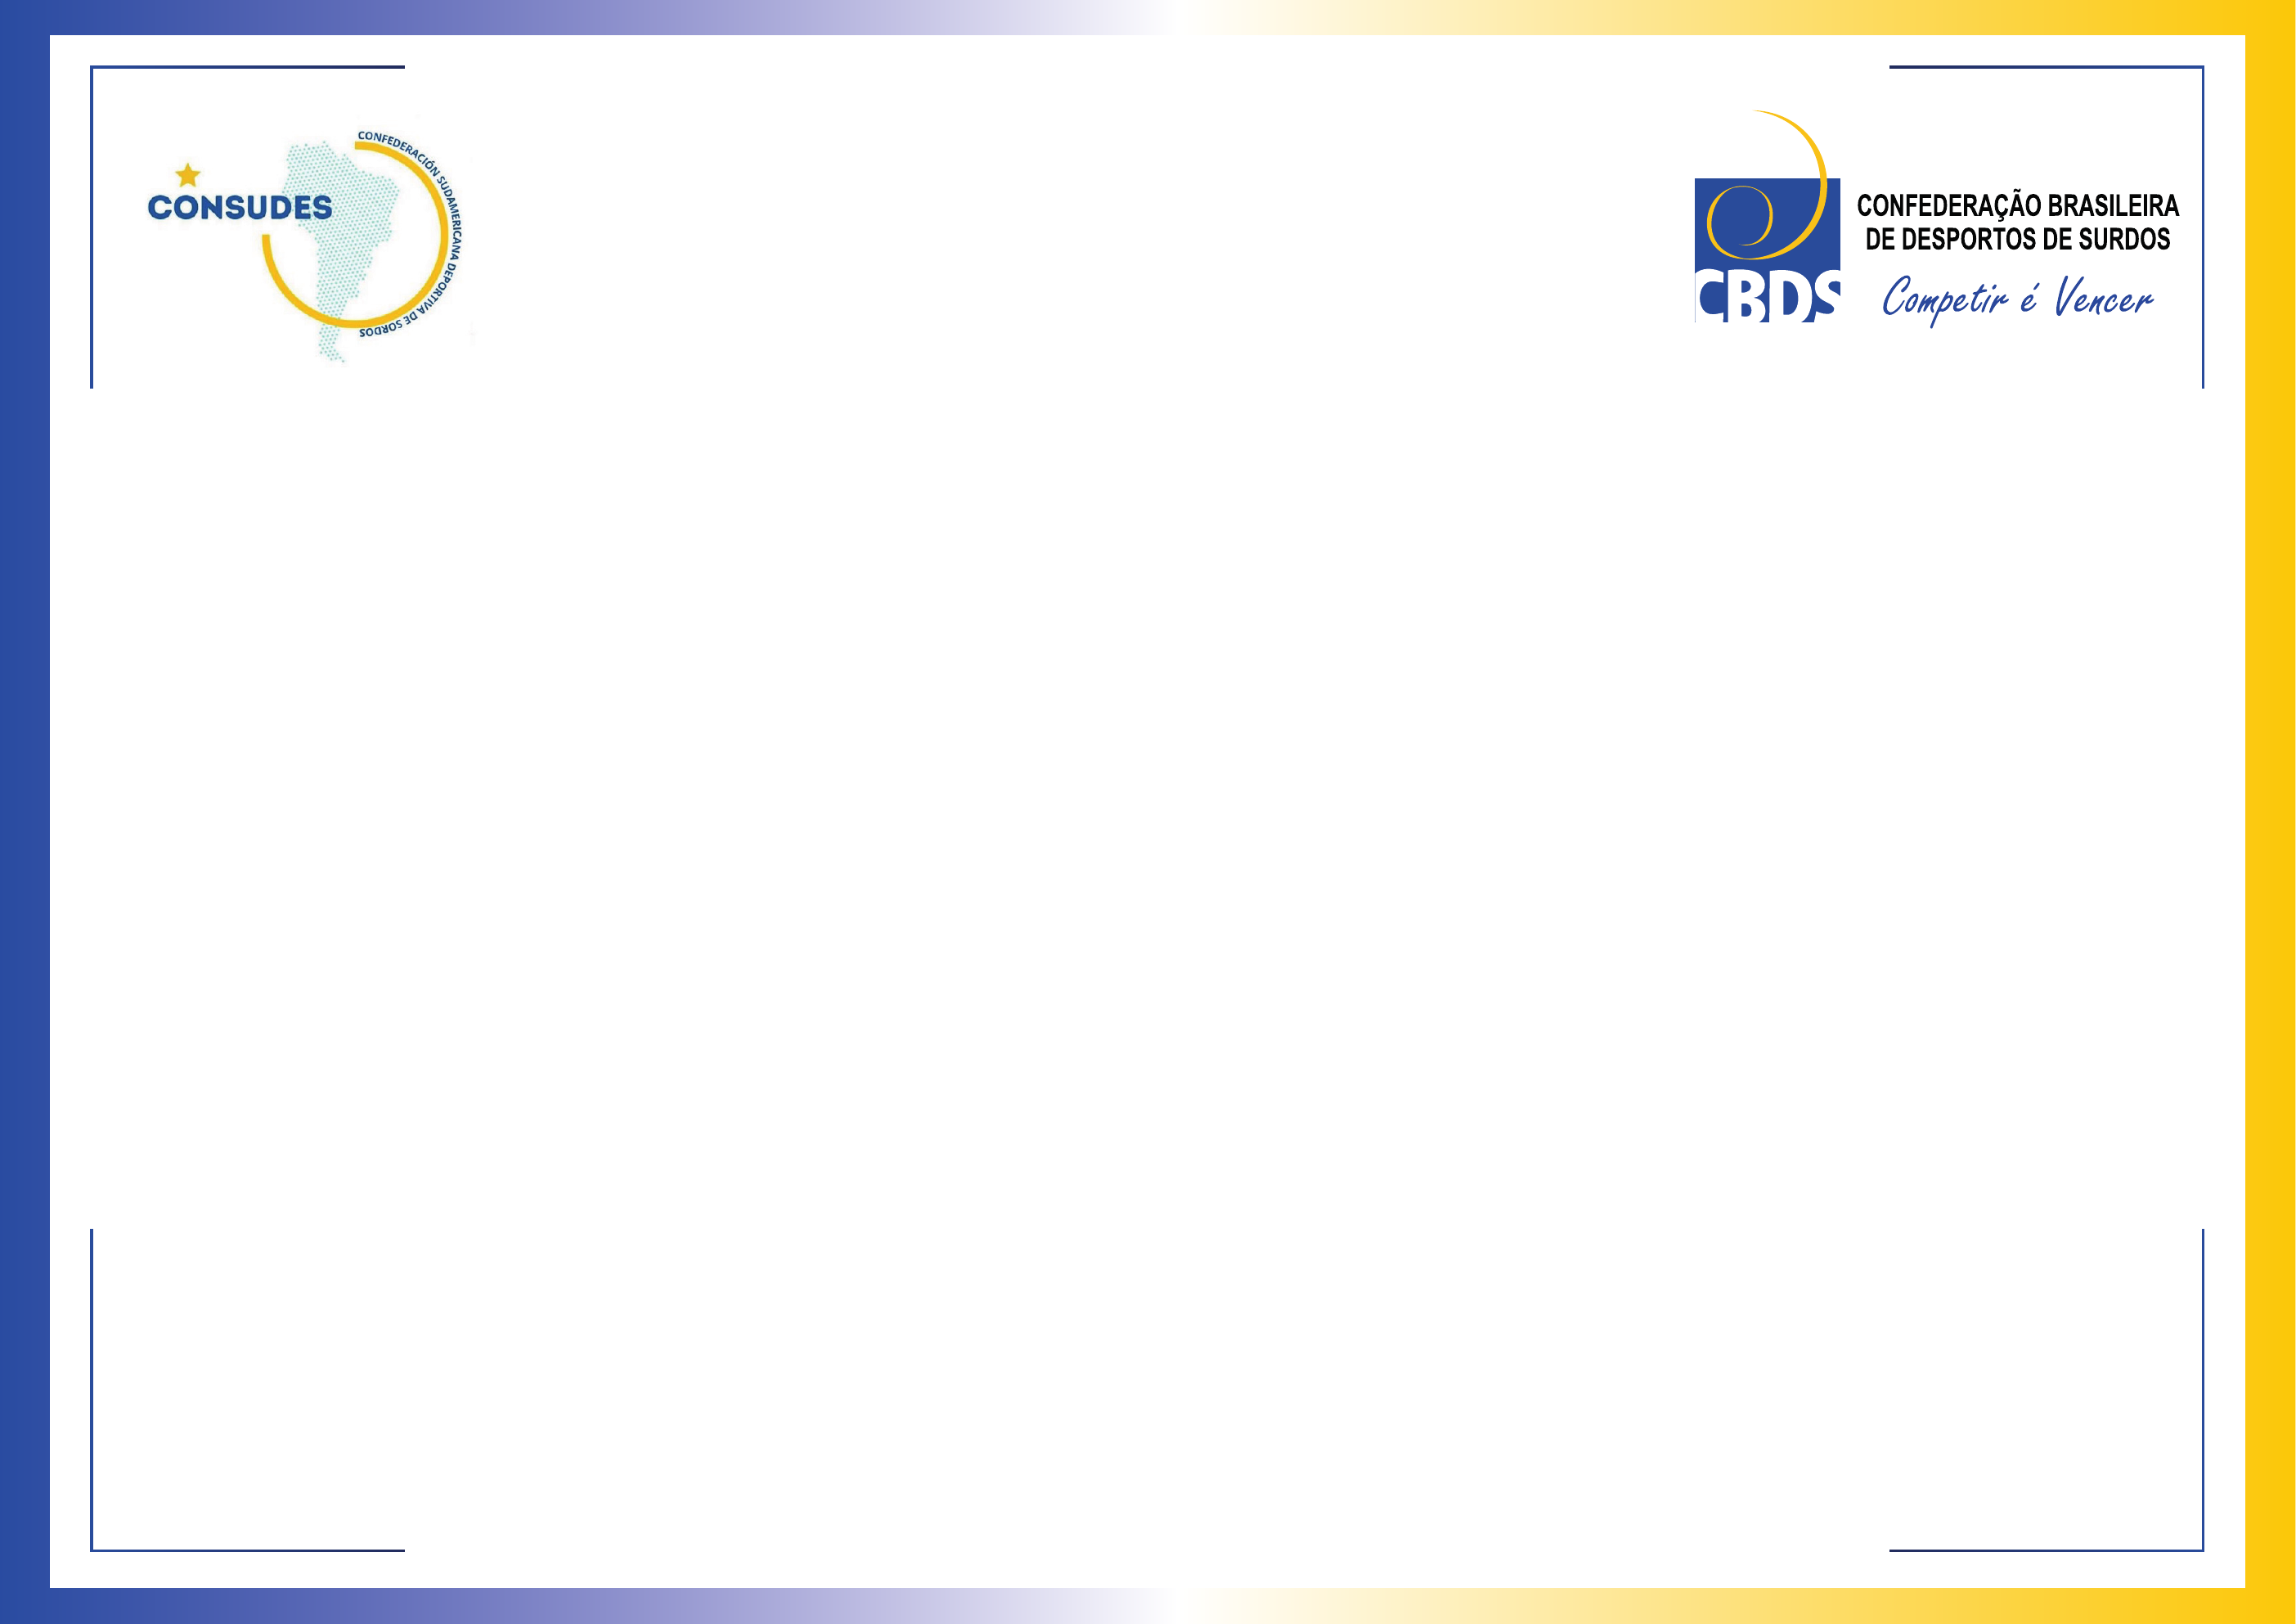 CONSUDES
CONFEDERACIÓN SUDAMERICANA DEPORTIVA DE SORDOS
CBDS
CONFEDERAÇÃO BRASILEIRA
DE DESPORTOS DE SURDOS
Competir é Vencer